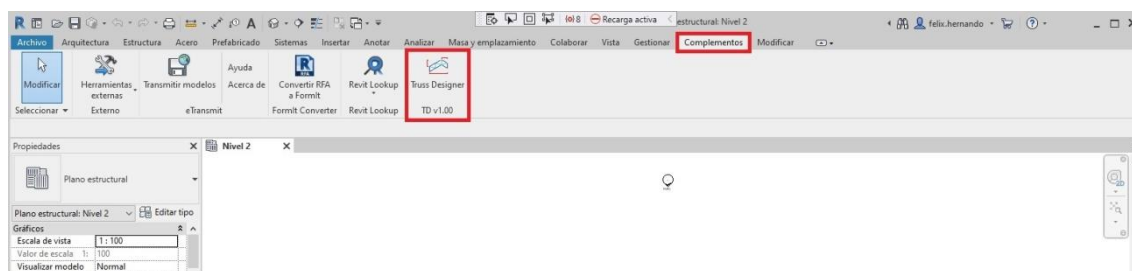 8 Recarga activa estructural: Nivel 2 felix.hernando
Archivo Arquitectura Estructura Acero Prefabricado Sistemas Insertar Anotar Analizar Masa y emplazamiento Colaborar Vista Gestionar Complementos Modificar
Modificar Herramientas externas Transmitir modelos Ayuda Acerca de Convertir RFA a FormIt Revit Lookup Truss Designer
Seleccionar Externo eTransmit FormIt Converter Revit Lookup TD v1.00
Propiedades X Nivel 2 X
Plano estructural
Plano estructural: Nivel 2 Editar tipo
Gráficos
Escala de vista 1 : 100
Valor de escala 1: 100
Visualizar modelo Normal